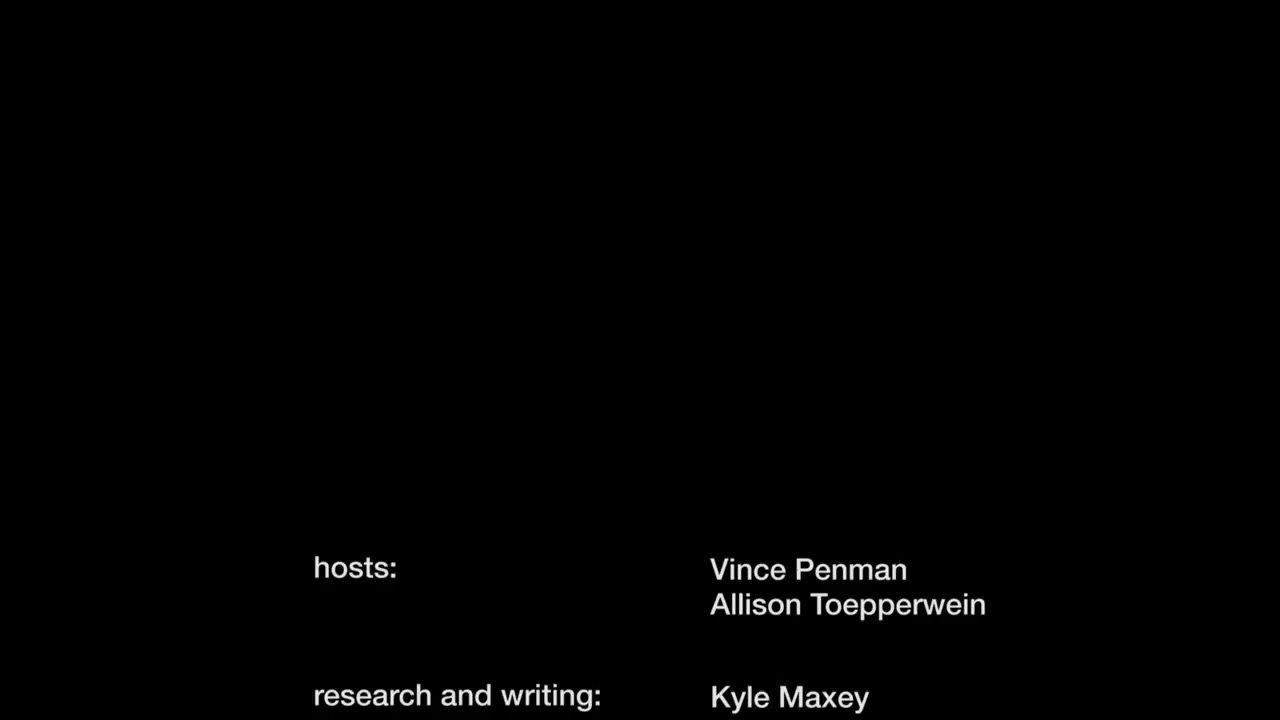 hosts: Vince Penman
Allison Toepperwein
research and writing: Kyle Maxey